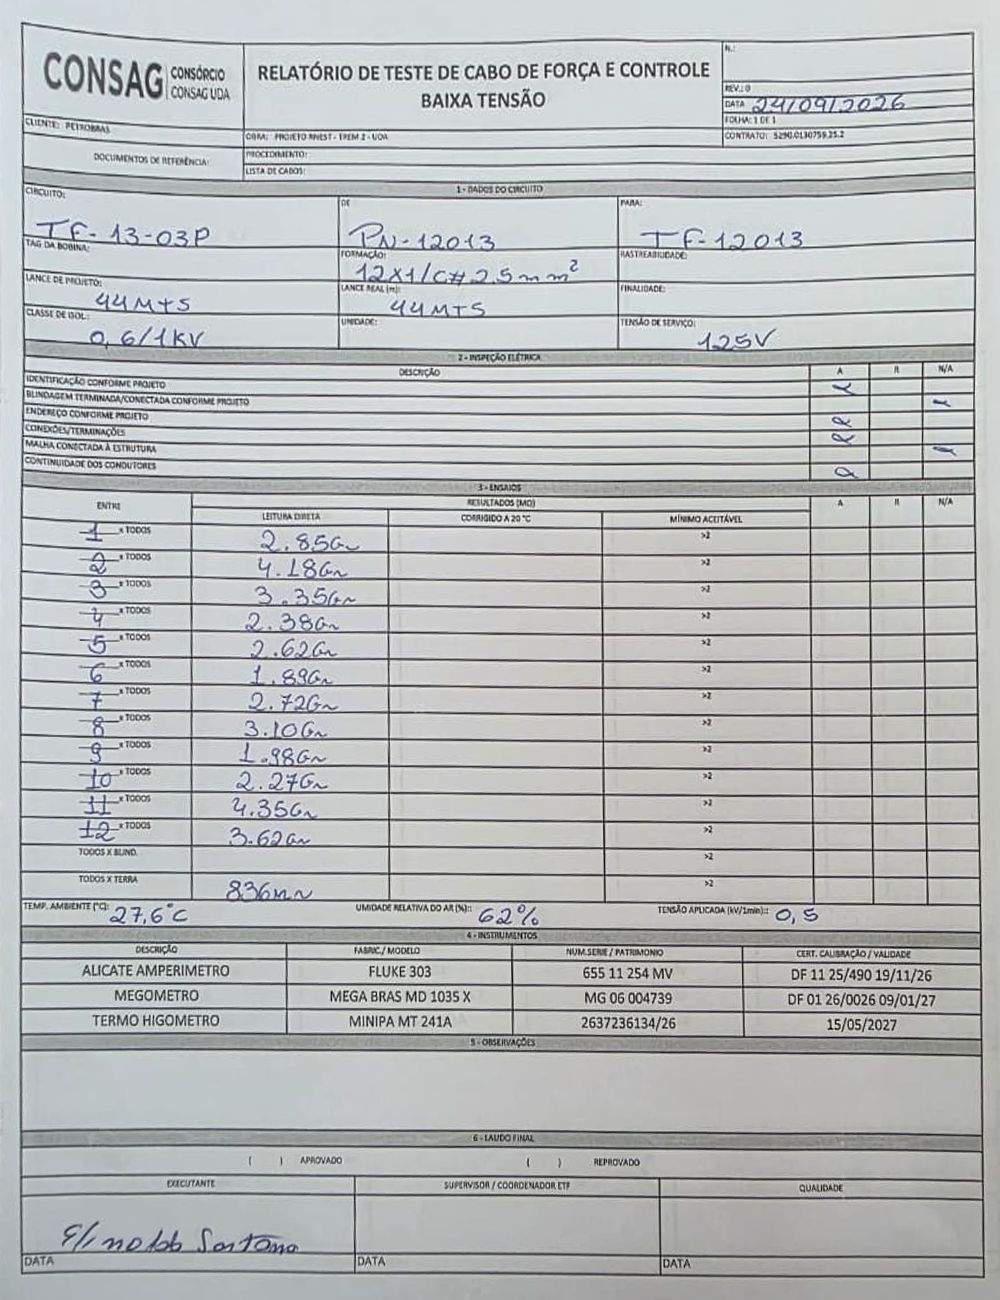 CONSAG CONSÓRCIO CONSAG UDA
RELATÓRIO DE TESTE DE CABO DE FORÇA E CONTROLE
BAIXA TENSÃO
N.:
REV.: 0
DATA 24/09/2026
FOLHA: 1 DE 1
CLIENTE: PETROBRAS
OBRA: PROJETO RNEST - TREM 2 - UDA
CONTRATO: 5290.0130759.25.2
DOCUMENTOS DE REFERÊNCIA:
PROCEDIMENTO:
LISTA DE CABOS:
1 - DADOS DO CIRCUITO
CIRCUITO: DE PARA:
TF-13-03P PN-12013 TF-12013
TAG DA BOBINA: FORMAÇÃO: RASTREABILIDADE:
12X1/C#2.5mm²
LANCE DE PROJETO: LANCE REAL (m): FINALIDADE:
44MTS 44MTS
CLASSE DE ISOL: UNIDADE: TENSÃO DE SERVIÇO:
0,6/1KV 125V
2 - INSPEÇÃO ELÉTRICA
DESCRIÇÃO A R N/A
IDENTIFICAÇÃO CONFORME PROJETO
BLINDAGEM TERMINADA/CONECTADA CONFORME PROJETO
ENDEREÇO CONFORME PROJETO
CONEXÕES/TERMINAÇÕES
MALHA CONECTADA À ESTRUTURA
CONTINUIDADE DOS CONDUTORES
3 - ENSAIOS
ENTRE RESULTADOS (MΩ) A R N/A
LEITURA DIRETA CORRIGIDO A 20 °C MÍNIMO ACEITÁVEL
1 x TODOS 2.85GΩ >2
2 x TODOS 4.18GΩ >2
3 x TODOS 3.35GΩ >2
4 x TODOS 2.38GΩ >2
5 x TODOS 2.62GΩ >2
6 x TODOS 1.89GΩ >2
7 x TODOS 2.72GΩ >2
8 x TODOS 3.10GΩ >2
9 x TODOS 1.98GΩ >2
10 x TODOS 2.27GΩ >2
11 x TODOS 4.35GΩ >2
12 x TODOS 3.62GΩ >2
TODOS X BLIND. >2
TODOS X TERRA 836MΩ >2
TEMP. AMBIENTE (°C): 27,6°C UMIDADE RELATIVA DO AR (%):: 62% TENSÃO APLICADA (kV/1min):: 0,5
4 - INSTRUMENTOS
DESCRIÇÃO FABRIC./ MODELO NUM.SERIE / PATRIMONIO CERT. CALIBRAÇÃO / VALIDADE
ALICATE AMPERIMETRO FLUKE 303 655 11 254 MV DF 11 25/490 19/11/26
MEGOMETRO MEGA BRAS MD 1035 X MG 06 004739 DF 01 26/0026 09/01/27
TERMO HIGOMETRO MINIPA MT 241A 2637236134/26 15/05/2027
5 - OBSERVAÇÕES
6 - LAUDO FINAL
( ) APROVADO ( ) REPROVADO
EXECUTANTE SUPERVISOR / COORDENADOR ETF QUALIDADE
Santana
DATA DATA DATA